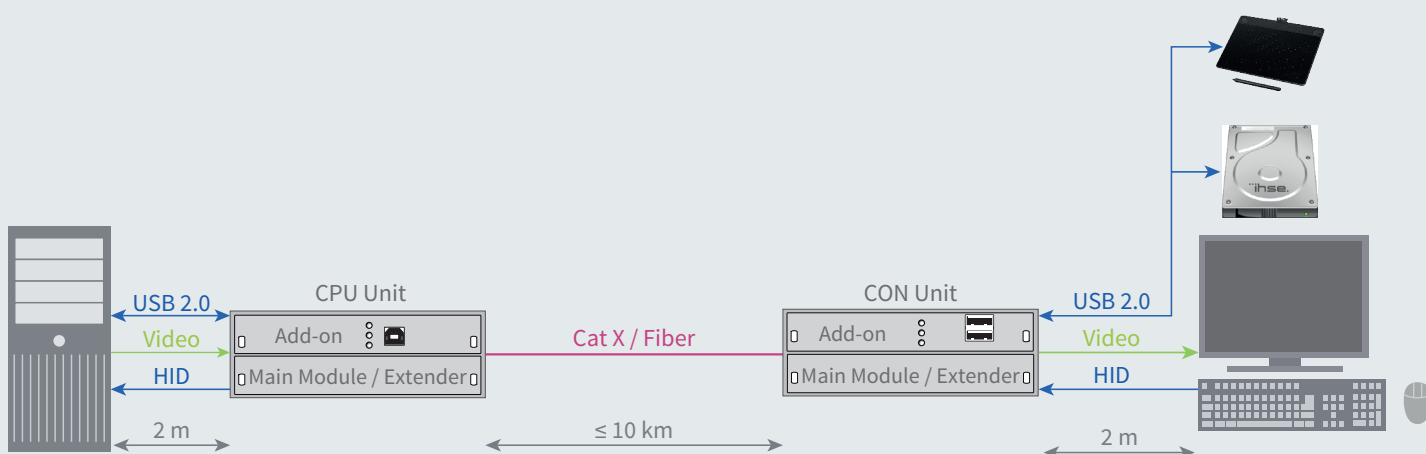 ihse.
CPU Unit
CON Unit
USB 2.0
USB 2.0
Add-on
Add-on
Video
Cat X / Fiber
Video
HID
Main Module / Extender
Main Module / Extender
HID
2 m
≤ 10 km
2 m